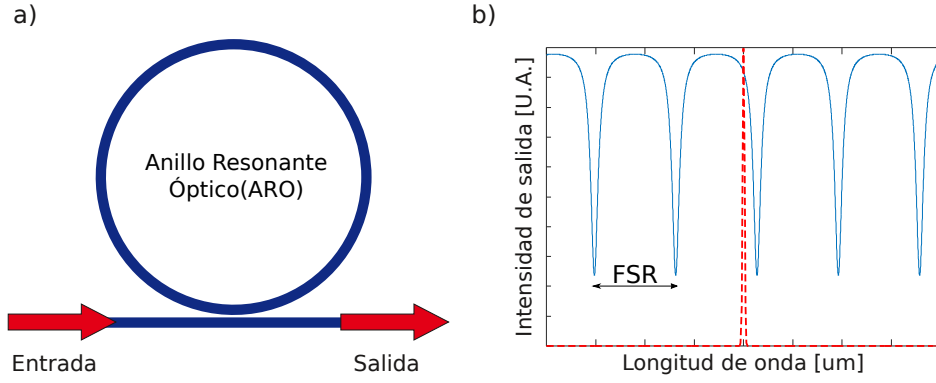 a)
Anillo Resonante
Óptico(ARO)
Entrada
Salida
b)
Intensidad de salida [U.A.]
FSR
Longitud de onda [um]